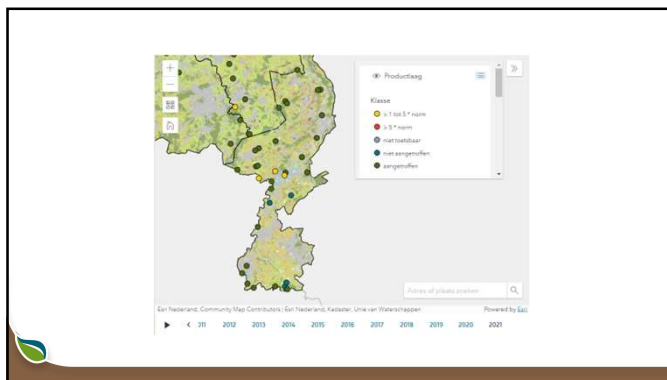 +
−
Productlaag
Klasse
> 1 tot 5 * norm
> 5 * norm
niet toetsbaar
niet aangetroffen
aangetroffen
Adres of plaats zoeken
Esri Nederland, Community Map Contributors | Esri Nederland, Kadaster, Unie van Waterschappen
Powered by Esri
2012 2013 2014 2015 2016 2017 2018 2019 2020 2021